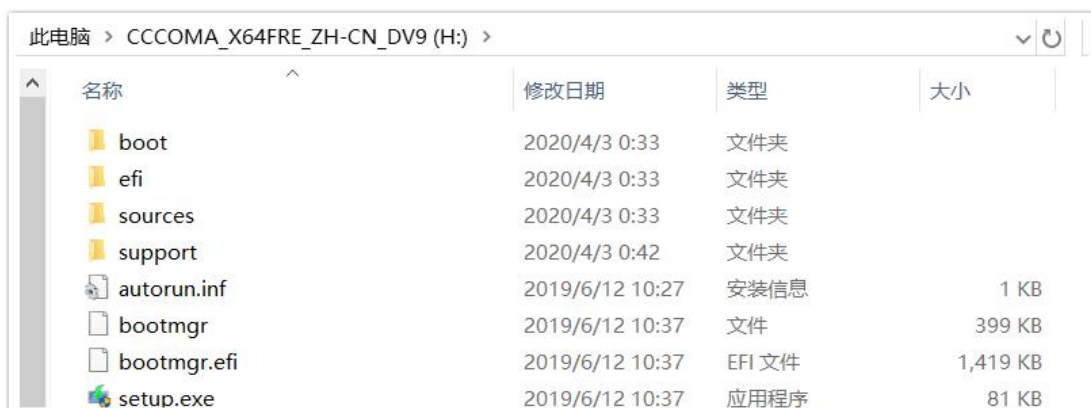 此电脑 > CCCOMA_X64FRE_ZH-CN_DV9 (H:) >
名称 修改日期 类型 大小
boot 2020/4/3 0:33 文件夹
efi 2020/4/3 0:33 文件夹
sources 2020/4/3 0:33 文件夹
support 2020/4/3 0:42 文件夹
autorun.inf 2019/6/12 10:27 安装信息 1 KB
bootmgr 2019/6/12 10:37 文件 399 KB
bootmgr.efi 2019/6/12 10:37 EFI 文件 1,419 KB
setup.exe 2019/6/12 10:37 应用程序 81 KB